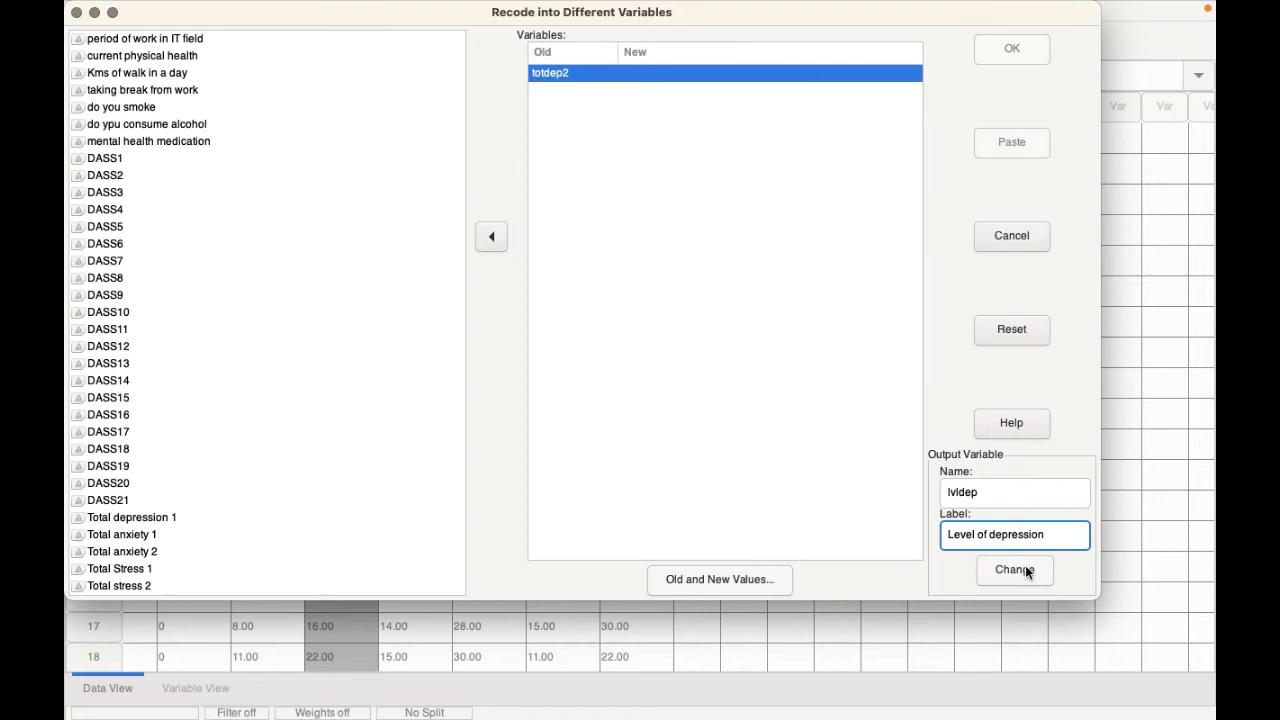 Recode into Different Variables
period of work in IT field
current physical health
Kms of walk in a day
taking break from work
do you smoke
do ypu consume alcohol
mental health medication
DASS1
DASS2
DASS3
DASS4
DASS5
DASS6
DASS7
DASS8
DASS9
DASS10
DASS11
DASS12
DASS13
DASS14
DASS15
DASS16
DASS17
DASS18
DASS19
DASS20
DASS21
Total depression 1
Total anxiety 1
Total anxiety 2
Total Stress 1
Total stress 2
Variables:
Old New
totdep2
Old and New Values...
OK
Paste
Cancel
Reset
Help
Output Variable
Name:
lvldep
Label:
Level of depression
Change
Var Var
17 0 8.00 16.00 14.00 28.00 15.00 30.00
18 0 11.00 22.00 15.00 30.00 11.00 22.00
Data View Variable View
Filter off Weights off No Split